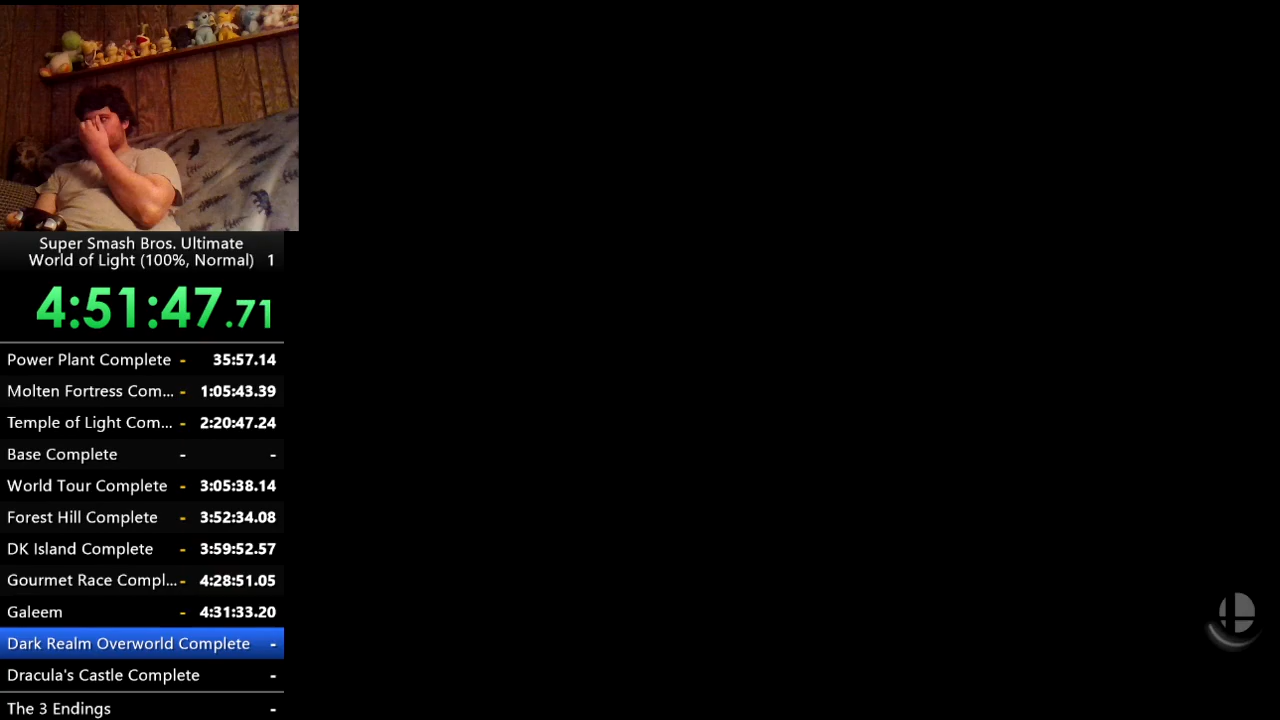 Super Smash Bros. Ultimate
World of Light (100%, Normal) 1
4:51:47.71
Power Plant Complete - 35:57.14
Molten Fortress Com... - 1:05:43.39
Temple of Light Com... - 2:20:47.24
Base Complete - -
World Tour Complete - 3:05:38.14
Forest Hill Complete - 3:52:34.08
DK Island Complete - 3:59:52.57
Gourmet Race Compl... - 4:28:51.05
Galeem - 4:31:33.20
Dark Realm Overworld Complete -
Dracula's Castle Complete -
The 3 Endings -